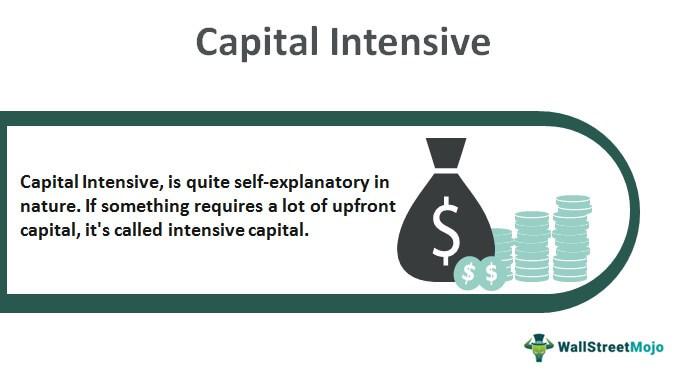 Capital Intensive
Capital Intensive, is quite self-explanatory in
nature. If something requires a lot of upfront
capital, it's called intensive capital.
$
$ $
WallStreetMojo